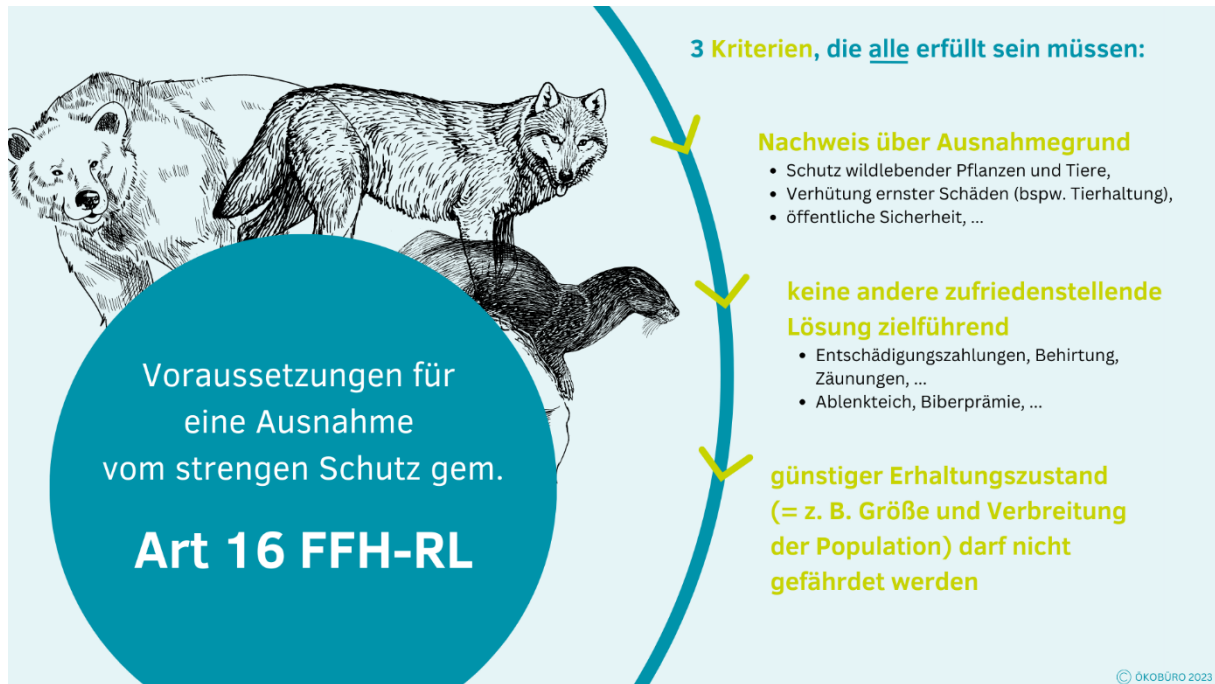 3 Kriterien, die alle erfüllt sein müssen:
Nachweis über Ausnahmegrund
• Schutz wildlebender Pflanzen und Tiere,
• Verhütung ernster Schäden (bspw. Tierhaltung),
• öffentliche Sicherheit, ...
keine andere zufriedenstellende
Lösung zielführend
• Entschädigungszahlungen, Behirtung,
Zäunungen, ...
• Ablenkteich, Biberprämie, ...
günstiger Erhaltungszustand
(= z. B. Größe und Verbreitung
der Population) darf nicht
gefährdet werden
Voraussetzungen für
eine Ausnahme
vom strengen Schutz gem.
Art 16 FFH-RL
© ÖKOBÜRO 2023